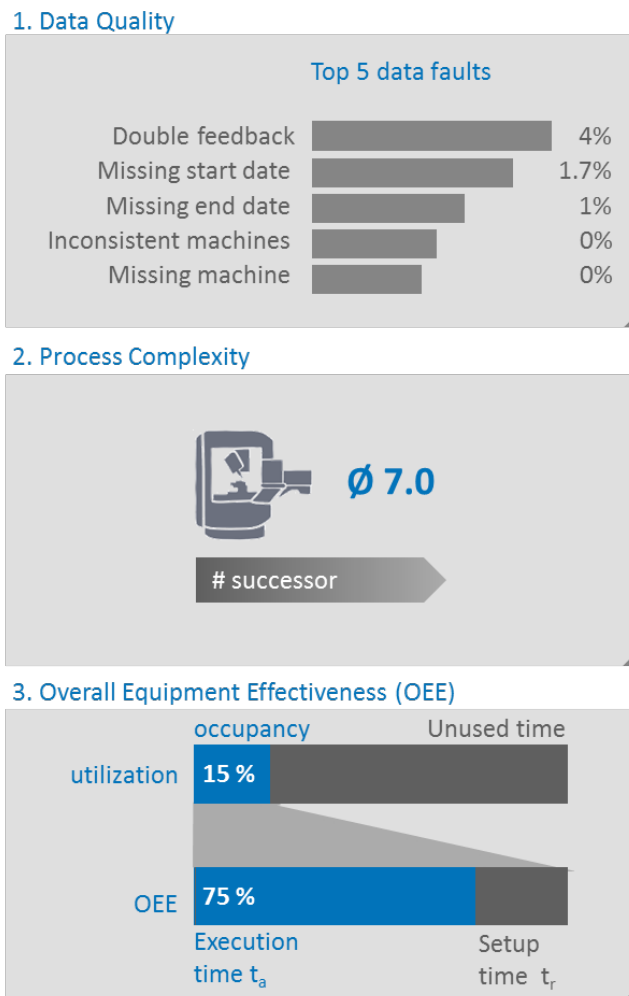 1. Data Quality
Top 5 data faults
Double feedback 4%
Missing start date 1.7%
Missing end date 1%
Inconsistent machines 0%
Missing machine 0%
2. Process Complexity
Ø 7.0
# successor
3. Overall Equipment Effectiveness (OEE)
occupancy Unused time
utilization 15 %
OEE 75 %
Execution Setup
time tₐ time tᵣ